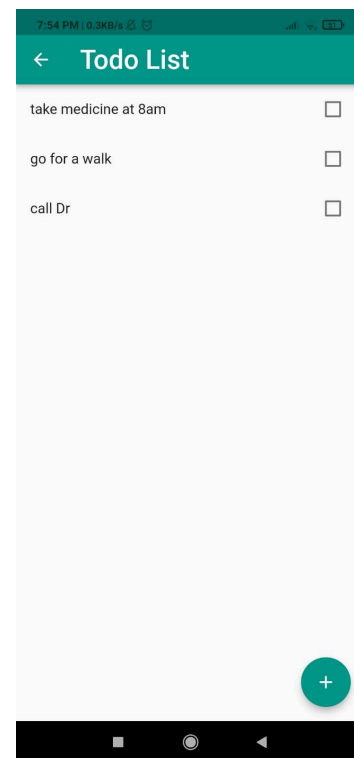 7:54 PM | 0.3KB/s
Todo List
take medicine at 8am
go for a walk
call Dr